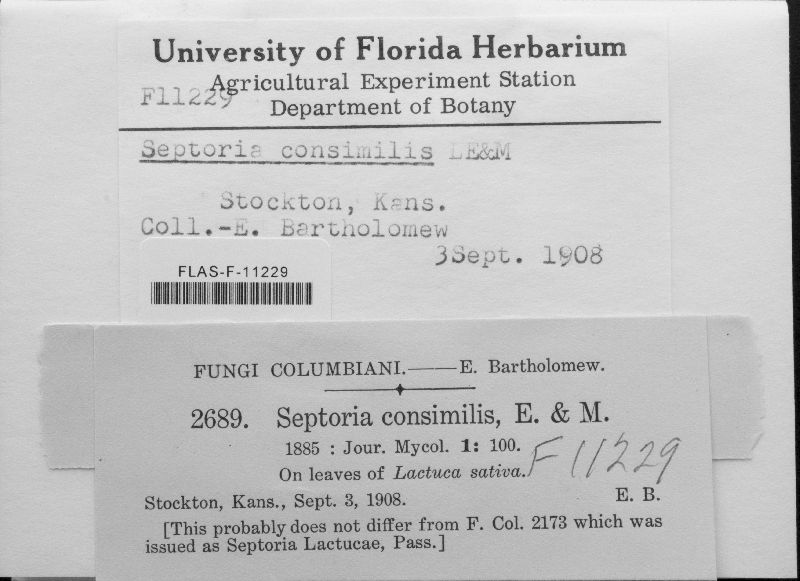 University of Florida Herbarium
Agricultural Experiment Station
F11229
Department of Botany
Septoria consimilis LE&M
Stockton, Kans.
Coll.-E. Bartholomew
3Sept. 1908
FLAS-F-11229
FUNGI COLUMBIANI.——E. Bartholomew.
2689. Septoria consimilis, E. & M.
1885 : Jour. Mycol. 1: 100.
On leaves of Lactuca sativa.
F11229
Stockton, Kans., Sept. 3, 1908. E. B.
[This probably does not differ from F. Col. 2173 which was
issued as Septoria Lactucae, Pass.]